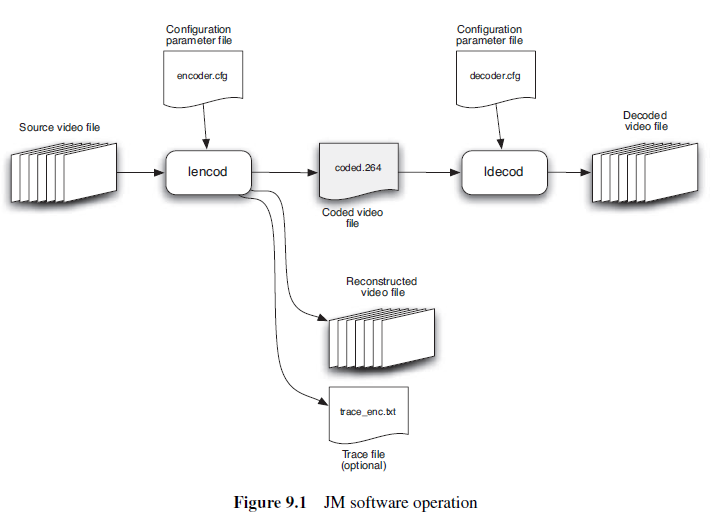 Configuration
parameter file
encoder.cfg
Configuration
parameter file
decoder.cfg
Source video file
lencod
coded.264
Coded video
file
ldecod
Decoded
video file
Reconstructed
video file
trace_enc.txt
Trace file
(optional)
Figure 9.1 JM software operation